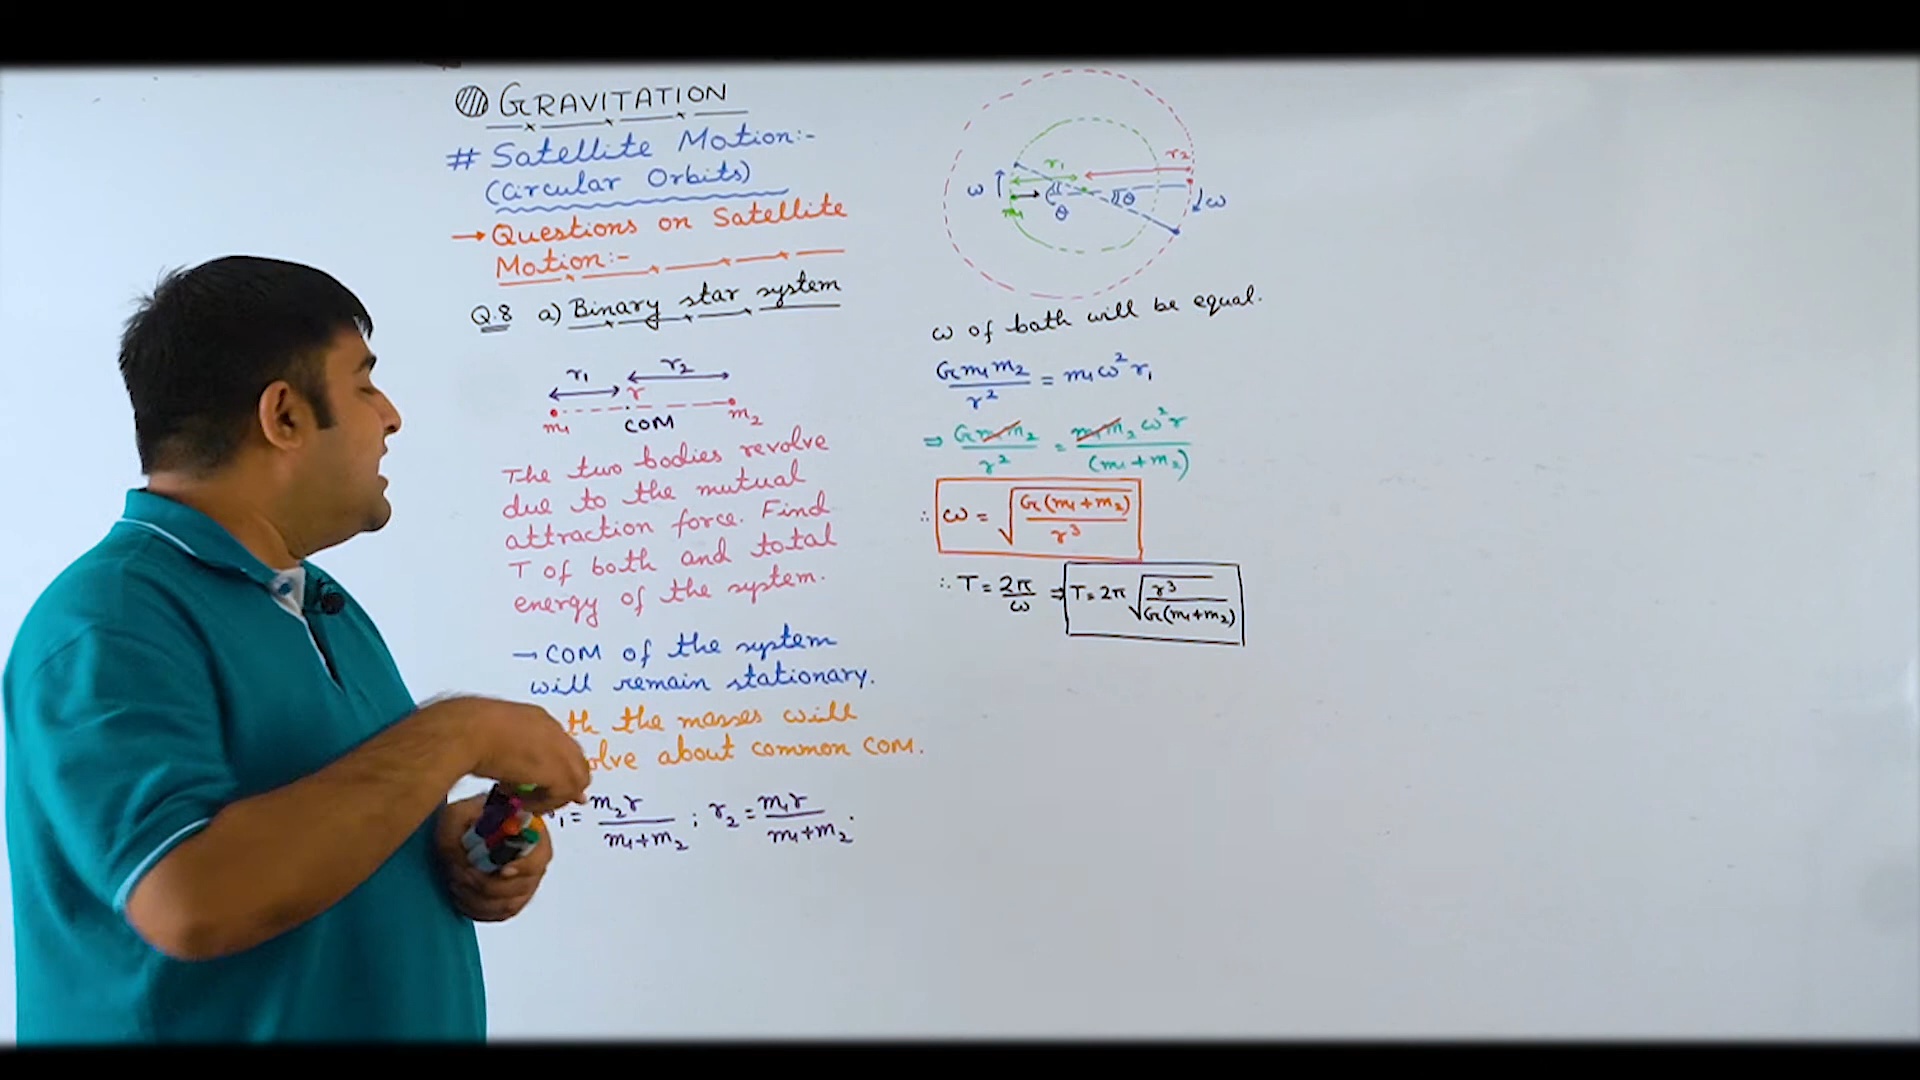 GRAVITATION
# Satellite Motion:-
(Circular Orbits)
→ Questions on Satellite
Motion:-
Q.8 a) Binary star system
r₁ r₂
r
m₁ COM m₂
The two bodies revolve
due to the mutual
attraction force. Find
T of both and total
energy of the system.
→ COM of the system
will remain stationary.
th the masses will
olve about common COM.
r₁ = m₂r/(m₁+m₂) ; r₂ = m₁r/(m₁+m₂).
r₁ r₂
ω θ θ ω
m₁
ω of both will be equal.
Gm₁m₂/r² = m₁ω²r₁
⇒ Gm₁m₂/r² = m₁m₂ω²r/(m₁+m₂)
∴ ω = √(G(m₁+m₂)/r³)
∴ T = 2π/ω ⇒ T = 2π √(r³/G(m₁+m₂))